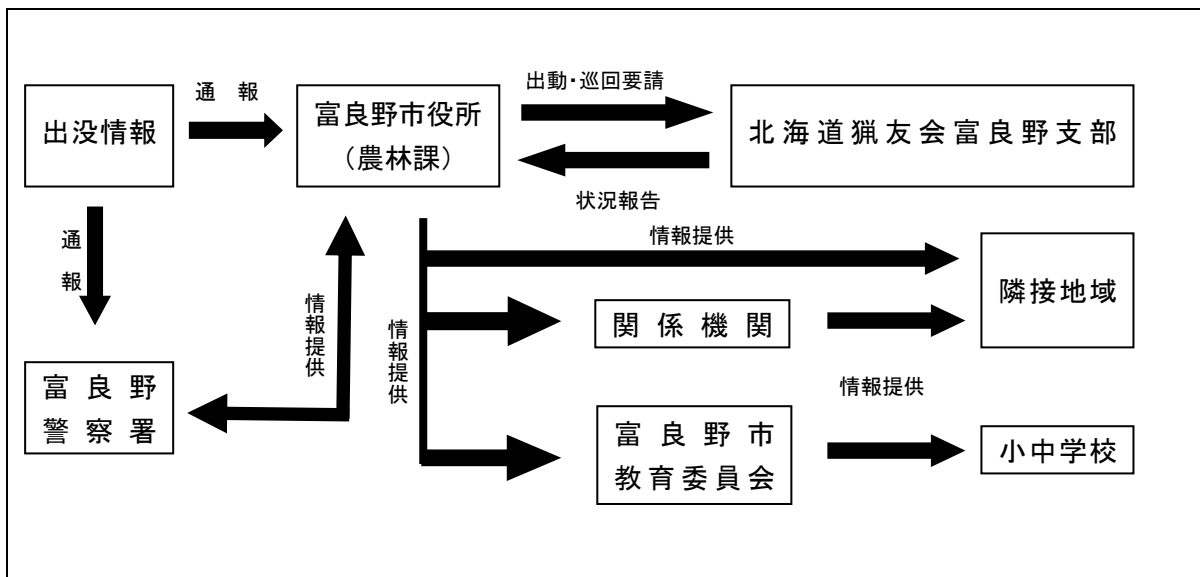 出動・巡回要請
通 報
出没情報
富良野市役所
（農林課）
北海道猟友会富良野支部
状況報告
通報
情報提供
隣接地域
情報提供
情報提供
関係機関
情報提供
富良野
警察署
富良野市
教育委員会
小中学校